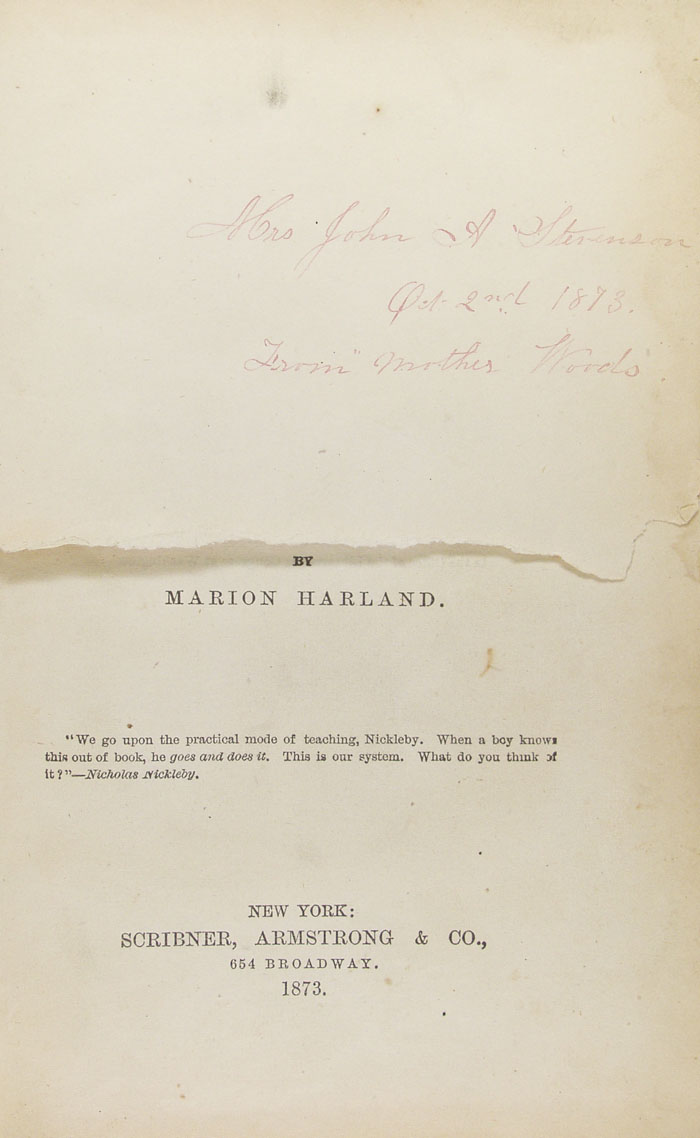 Mrs John A Stevenson
Oct 2nd 1873.
From Mother Woods
BY
MARION HARLAND.
"We go upon the practical mode of teaching, Nickleby. When a boy knows
this out of book, he goes and does it. This is our system. What do you think of
it?"—Nicholas Nickleby.
NEW YORK:
SCRIBNER, ARMSTRONG & CO.,
654 BROADWAY.
1873.